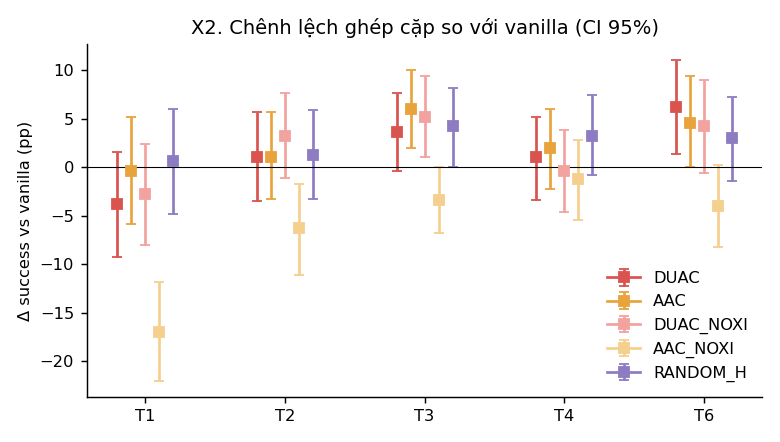 X2. Chênh lệch ghép cặp so với vanilla (CI 95%)
Δ success vs vanilla (pp)
10
5
0
−5
−10
−15
−20
T1 T2 T3 T4 T6
DUAC
AAC
DUAC_NOXI
AAC_NOXI
RANDOM_H